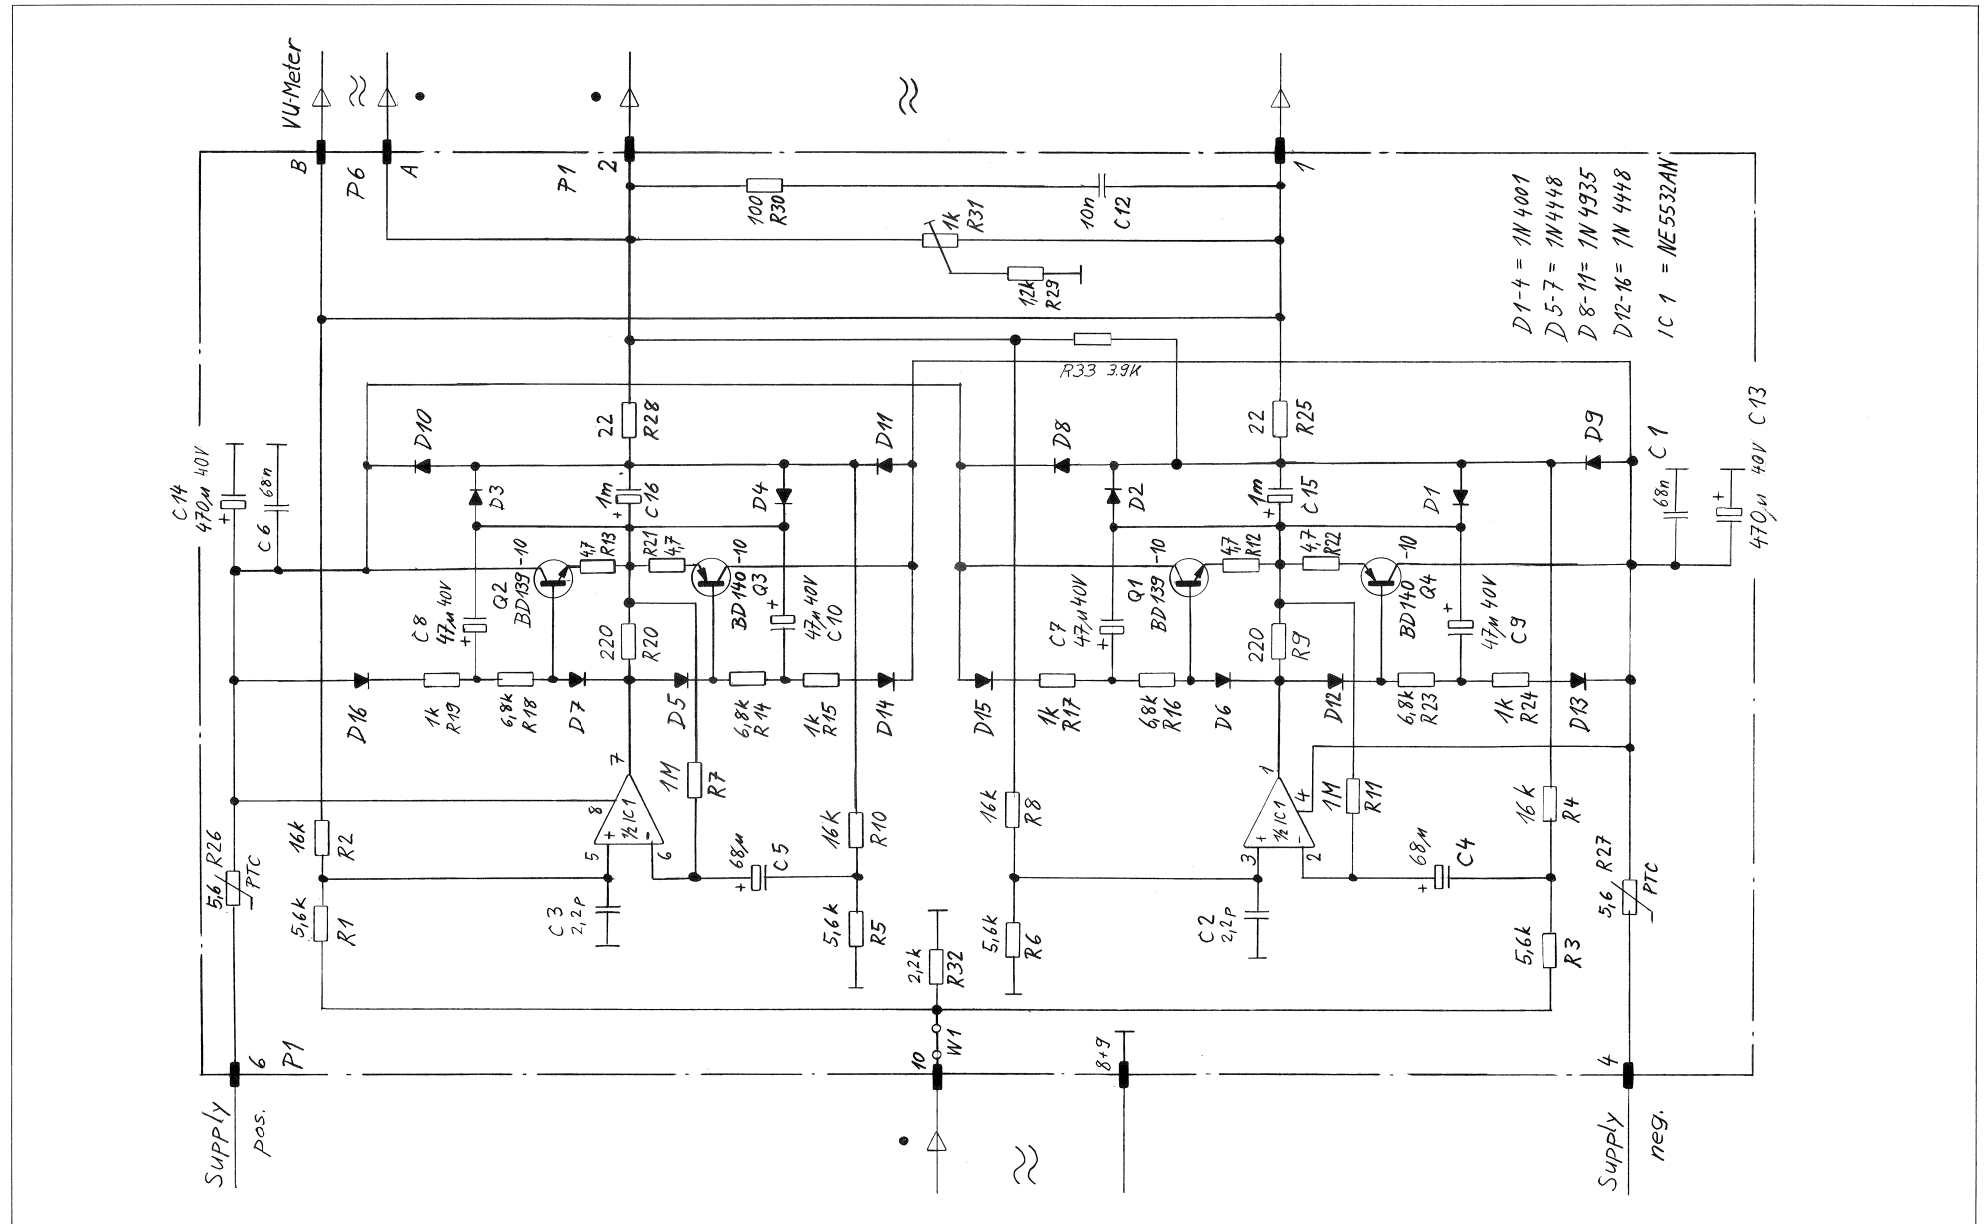 VU-Meter
B
P6
A
P1
2
1
100
R30
10n
C12
1k
R31
1,2k
R29
D1-4 = 1N4001
D5-7 = 1N4448
D8-11 = 1N4935
D12-16 = 1N 4448
IC 1 = NE5532AN
R33 3.9K
C14
470µ 40V
+
C6 68n
D10
22
R28
D11
D8
22
R25
D9
C1
68n
470µ 40V C13
+
D3
1m
+
C16
D4
D2
1m
+
C15
D1
C8
47µ 40V
+
Q2
BD139-10
4,7
R13
R21
4,7
BD140-10
Q3
+
47µ 40V
C10
220
R20
C7
47µ 40V
+
Q1
BD139-10
4,7
R12
4,7
R22
BD140-10
Q4
+
47µ 40V
C9
220
R9
D16
1k
R19
6,8k
R18
D7
D5
6,8k
R14
1k
R15
D14
D15
1k
R17
6,8k
R16
D6
D12
6,8k
R23
1k
R24
D13
7
8
½ IC1
+
-
5
6
1M
R7
68µ
+
C5
16k
R10
5,6k
R5
1
4
½ IC1
+
-
3
2
1M
R11
68µ
+
C4
16k
R4
5,6k
R3
5,6 R26
PTC
16k
R2
5,6k
R1
C3
2,2p
16k
R8
5,6k
R6
C2
2,2p
5,6 R27
PTC
2,2k
R32
W1
10
8+9
6
P1
4
Supply
pos.
Supply
neg.